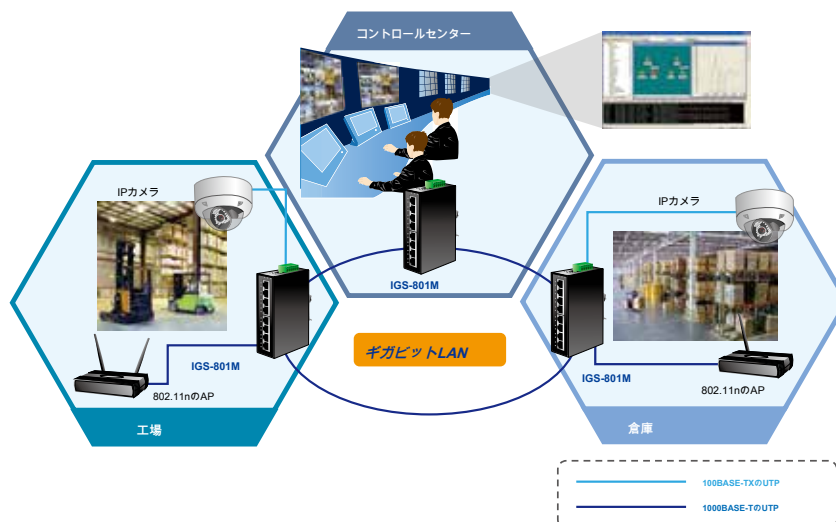 コントロールセンター
IPカメラ
IPカメラ
IGS-801M
ギガビットLAN
IGS-801M
IGS-801M
802.11nのAP
802.11nのAP
工場
倉庫
100BASE-TXのUTP
1000BASE-TのUTP